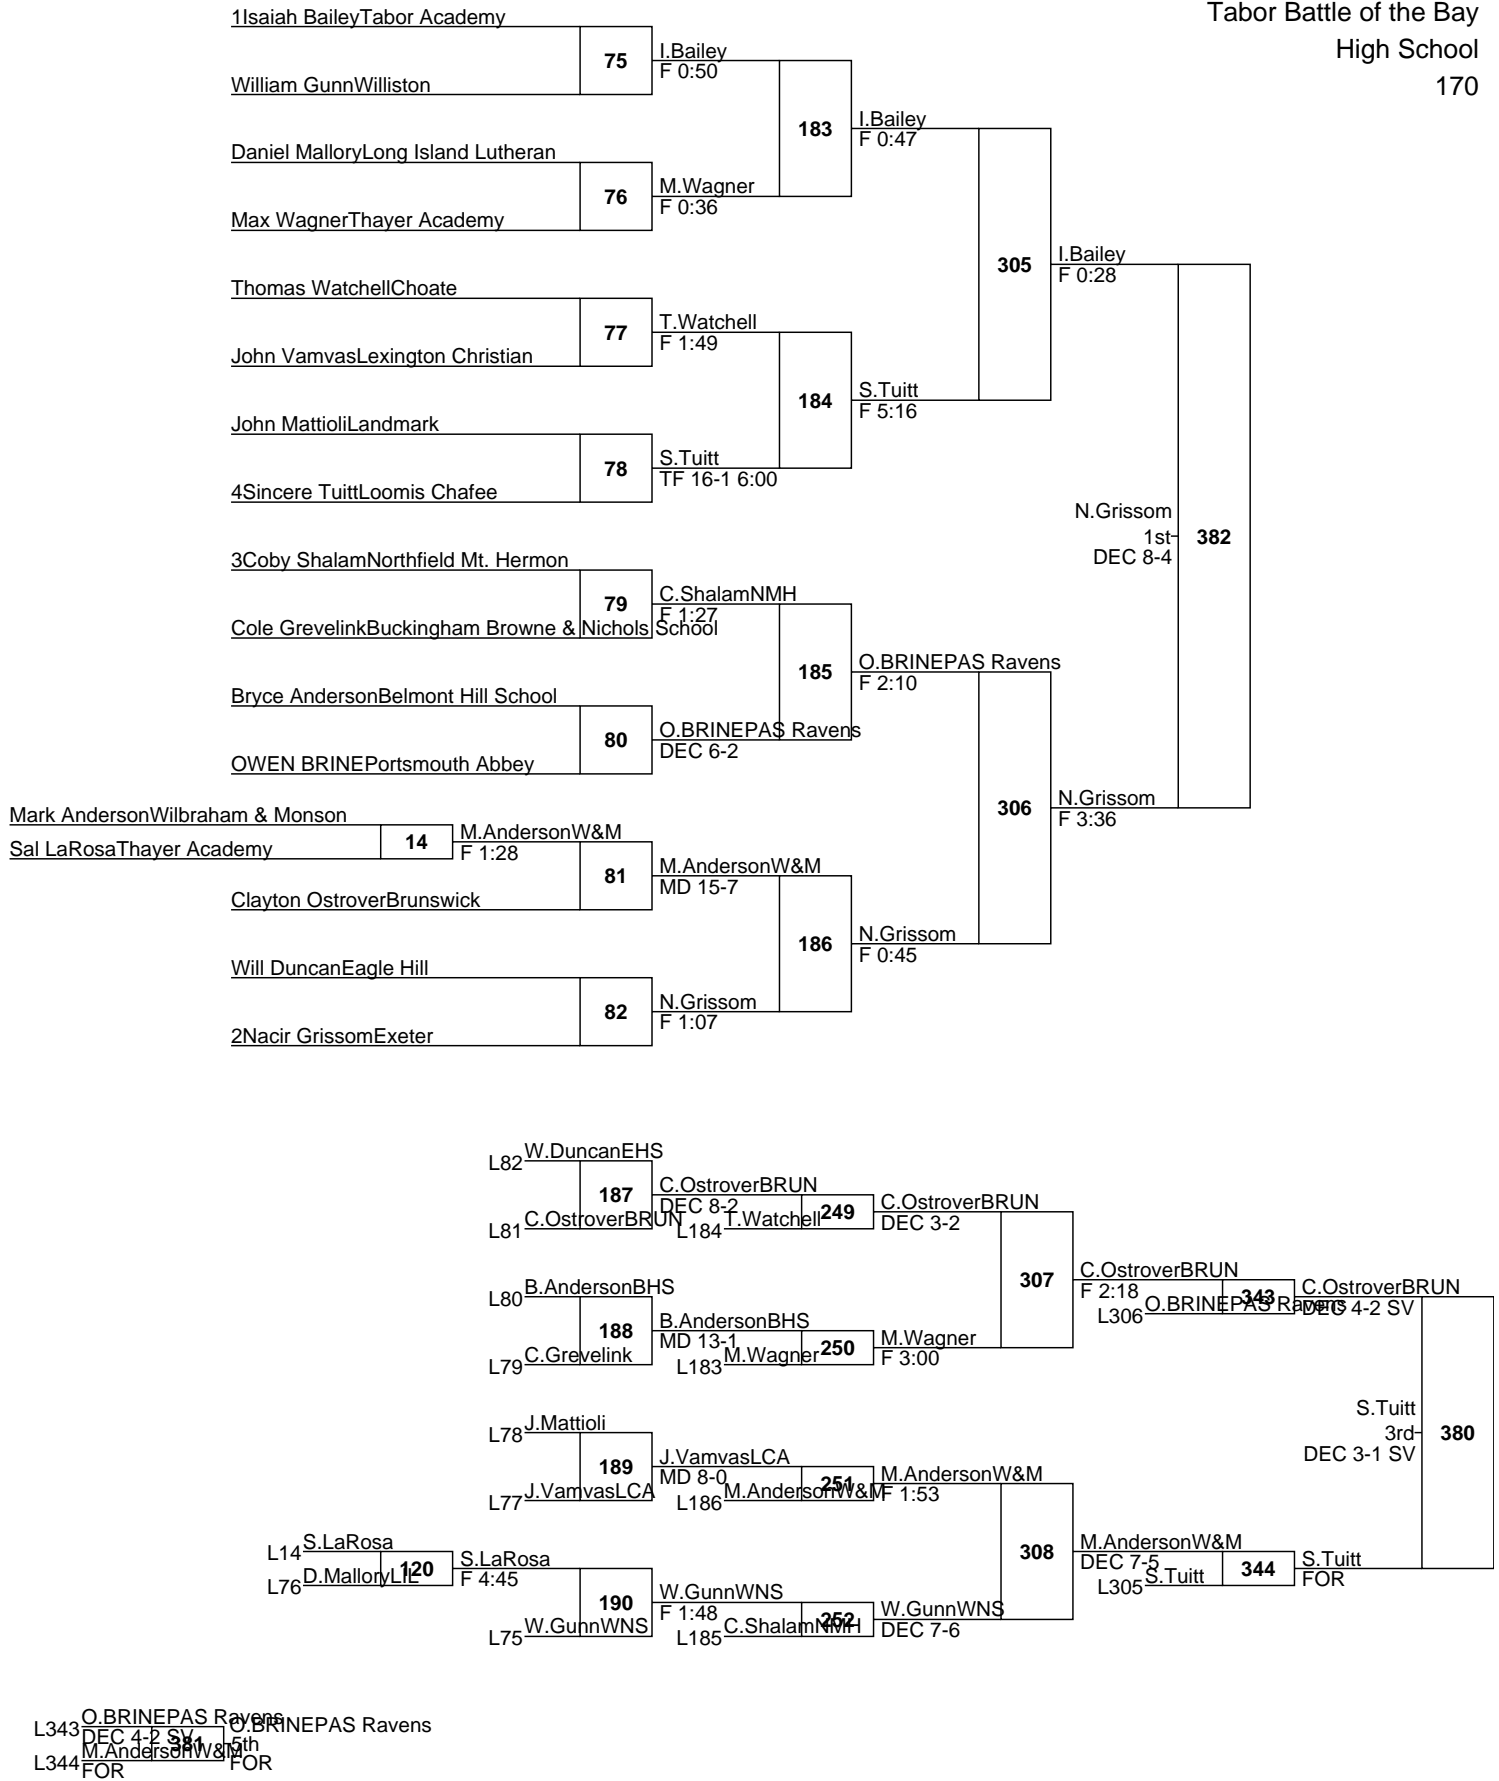 Tabor Battle of the Bay
High School
170
1Isaiah BaileyTabor Academy
75
I.Bailey
F 0:50
William GunnWilliston
183
I.Bailey
F 0:47
Daniel MalloryLong Island Lutheran
76
M.Wagner
F 0:36
Max WagnerThayer Academy
305
I.Bailey
F 0:28
Thomas WatchellChoate
77
T.Watchell
F 1:49
John VamvasLexington Christian
184
S.Tuitt
F 5:16
John MattioliLandmark
78
S.Tuitt
TF 16-1 6:00
4Sincere TuittLoomis Chafee
N.Grissom
1st
DEC 8-4
382
3Coby ShalamNorthfield Mt. Hermon
79
C.ShalamNMH
F 1:27
Cole GrevelinkBuckingham Browne & Nichols School
185
O.BRINEPAS Ravens
F 2:10
Bryce AndersonBelmont Hill School
80
O.BRINEPAS Ravens
DEC 6-2
OWEN BRINEPortsmouth Abbey
306
N.Grissom
F 3:36
Mark AndersonWilbraham & Monson
14
M.AndersonW&M
F 1:28
Sal LaRosaThayer Academy
81
M.AndersonW&M
MD 15-7
Clayton OstroverBrunswick
186
N.Grissom
F 0:45
Will DuncanEagle Hill
82
N.Grissom
F 1:07
2Nacir GrissomExeter
L82 W.DuncanEHS
187
C.OstroverBRUN
DEC 8-2
L81 C.OstroverBRUN
L184 T.Watchell
249
C.OstroverBRUN
DEC 3-2
307
C.OstroverBRUN
F 2:18
L306 O.BRINEPAS Ravens
343
C.OstroverBRUN
DEC 4-2 SV
L80 B.AndersonBHS
188
B.AndersonBHS
MD 13-1
L79 C.Grevelink
L183 M.Wagner
250
M.Wagner
F 3:00
S.Tuitt
3rd
DEC 3-1 SV
380
L78 J.Mattioli
189
J.VamvasLCA
MD 8-0
L77 J.VamvasLCA
L186 M.AndersonW&M
251
M.AndersonW&M
F 1:53
308
M.AndersonW&M
DEC 7-5
L305 S.Tuitt
344
S.Tuitt
FOR
L14 S.LaRosa
L76 D.MalloryLIL
120
S.LaRosa
F 4:45
190
W.GunnWNS
F 1:48
L75 W.GunnWNS
L185 C.ShalamNMH
252
W.GunnWNS
DEC 7-6
L343 O.BRINEPAS Ravens
DEC 4-2 SV
381
O.BRINEPAS Ravens
5th
FOR
L344 M.AndersonW&M
FOR